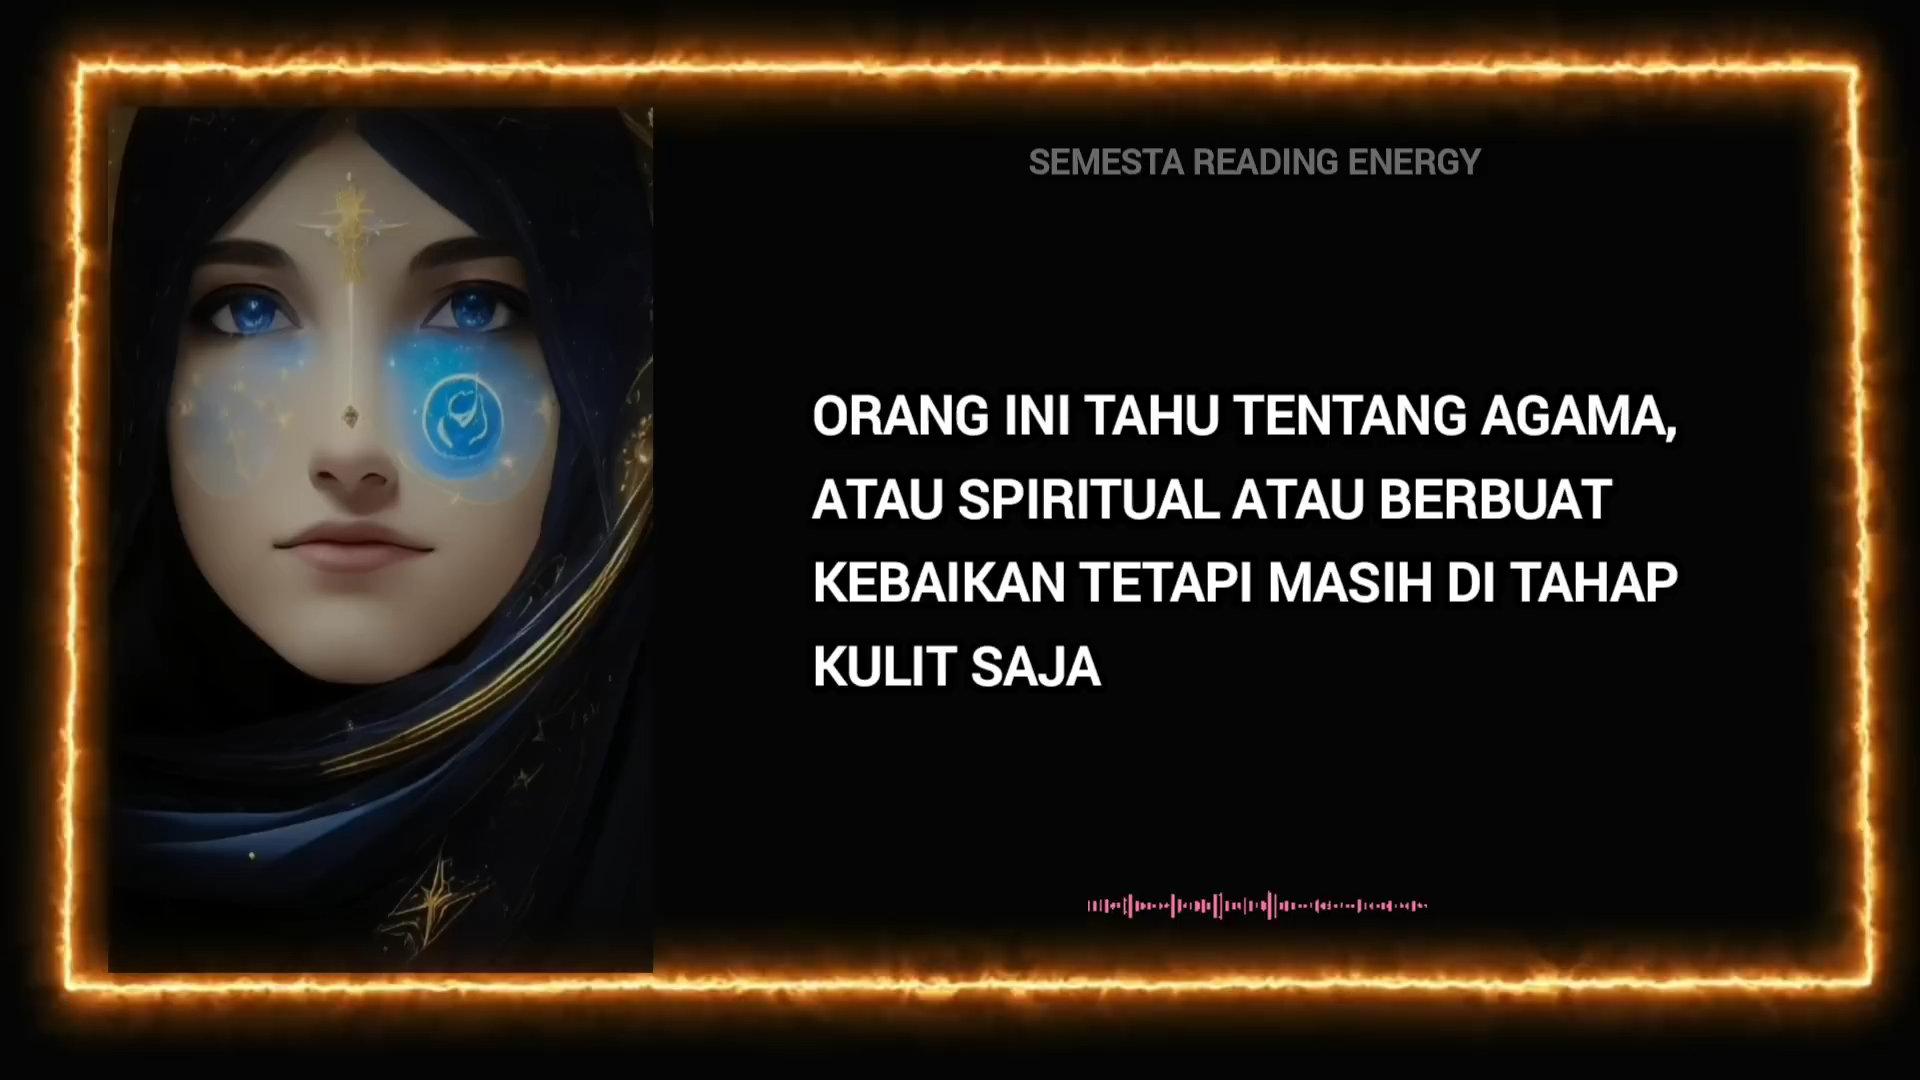 SEMESTA READING ENERGY
ORANG INI TAHU TENTANG AGAMA,
ATAU SPIRITUAL ATAU BERBUAT
KEBAIKAN TETAPI MASIH DI TAHAP
KULIT SAJA